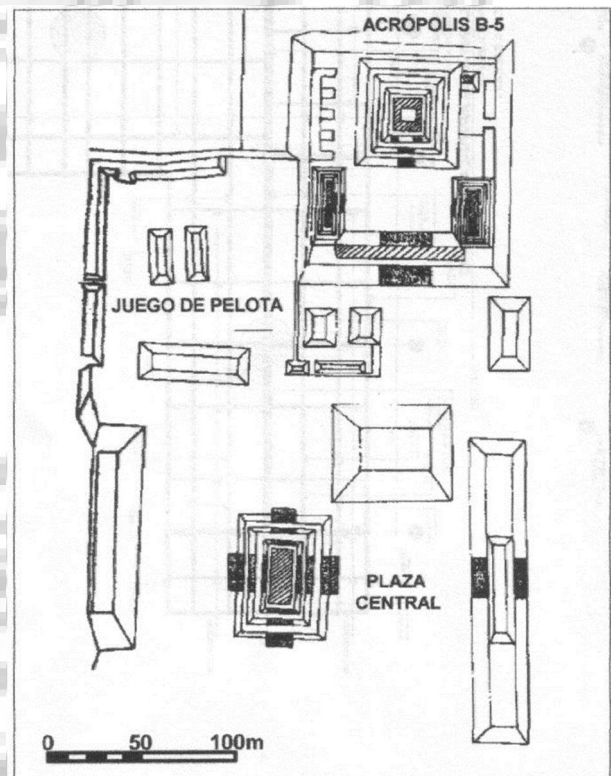 ACRÓPOLIS B-5
JUEGO DE PELOTA
PLAZA
CENTRAL
0 50 100m